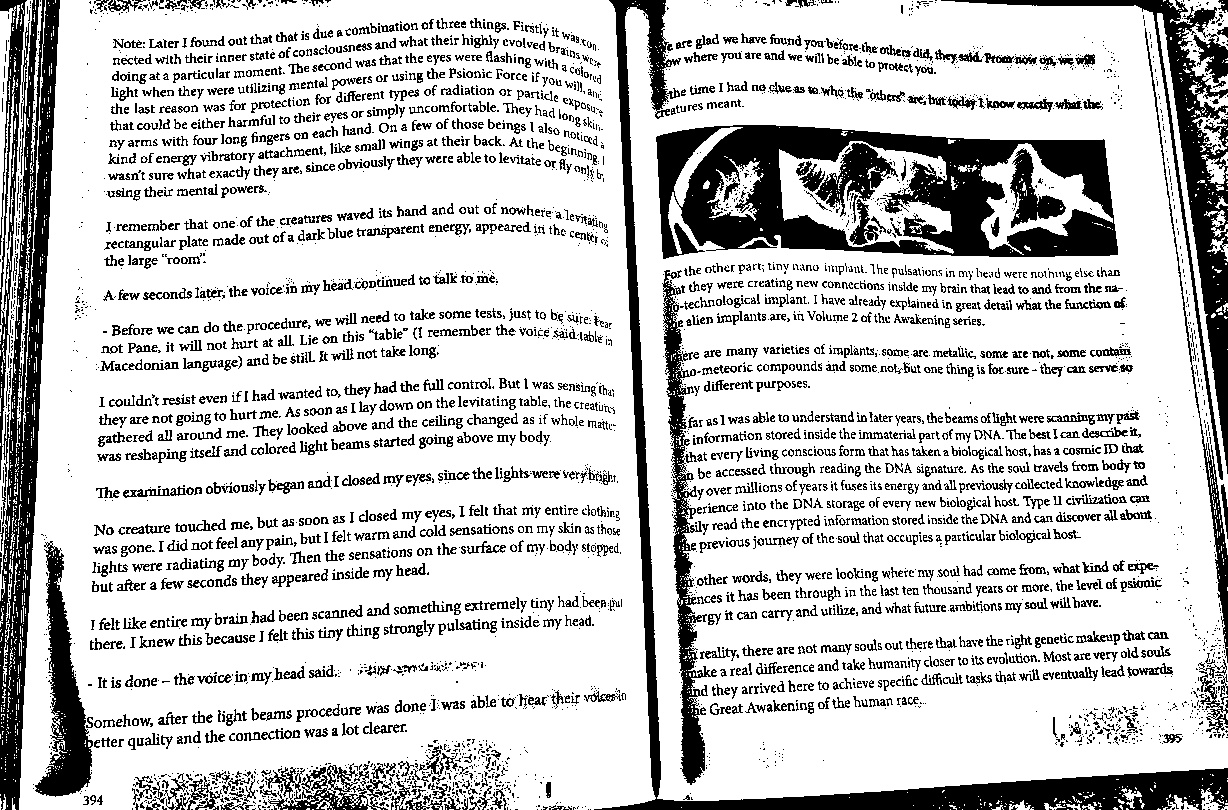 Note: Later I found out that that is due a combination of three things. Firstly it was con-
nected with their inner state of consciousness and what their highly evolved brains were
doing at a particular moment. The second was that the eyes were flashing with a colored
light when they were utilizing mental powers or using the Psionic Force if you will, and
the last reason was for protection for different types of radiation or particle exposure
that could be either harmful to their eyes or simply uncomfortable. They had long skin-
ny arms with four long fingers on each hand. On a few of those beings I also noticed a
kind of energy vibratory attachment, like small wings at their back. At the beginning, I
wasn't sure what exactly they are, since obviously they were able to levitate or fly only by
using their mental powers.
I remember that one of the creatures waved its hand and out of nowhere a levitating
rectangular plate made out of a dark blue transparent energy, appeared in the center of
the large "room".
A few seconds later, the voice in my head continued to talk to me.
- Before we can do the procedure, we will need to take some tests, just to be sure. Fear
not Pane, it will not hurt at all. Lie on this "table" (I remember the voice said table in
Macedonian language) and be still. It will not take long.
I couldn't resist even if I had wanted to, they had the full control. But I was sensing that
they are not going to hurt me. As soon as I lay down on the levitating table, the creatures
gathered all around me. They looked above and the ceiling changed as if whole matter
was reshaping itself and colored light beams started going above my body.
The examination obviously began and I closed my eyes, since the lights were very bright.
No creature touched me, but as soon as I closed my eyes, I felt that my entire clothing
was gone. I did not feel any pain, but I felt warm and cold sensations on my skin as those
lights were radiating my body. Then the sensations on the surface of my body stopped,
but after a few seconds they appeared inside my head.
I felt like entire my brain had been scanned and something extremely tiny had been put
there. I knew this because I felt this tiny thing strongly pulsating inside my head.
- It is done – the voice in my head said.
Somehow, after the light beams procedure was done I was able to hear their voices in
better quality and the connection was a lot clearer.
394
We are glad we have found you before the others did, they said. From now on, we will
know where you are and we will be able to protect you.
the time I had no clue as to who the "others" are, but today I know exactly what the
creatures meant.
For the other part; tiny nano implant. The pulsations in my head were nothing else than
that they were creating new connections inside my brain that lead to and from the na-
no-technological implant. I have already explained in great detail what the function of
the alien implants are, in Volume 2 of the Awakening series.
There are many varieties of implants, some are metallic, some are not, some contain
no-meteoric compounds and some not, but one thing is for sure – they can serve so
many different purposes.
far as I was able to understand in later years, the beams of light were scanning my past
information stored inside the immaterial part of my DNA. The best I can describe it,
that every living conscious form that has taken a biological host, has a cosmic ID that
can be accessed through reading the DNA signature. As the soul travels from body to
body over millions of years it fuses its energy and all previously collected knowledge and
experience into the DNA storage of every new biological host. Type II civilization can
easily read the encrypted information stored inside the DNA and can discover all about
the previous journey of the soul that occupies a particular biological host.
other words, they were looking where my soul had come from, what kind of expe-
riences it has been through in the last ten thousand years or more, the level of psionic
energy it can carry and utilize, and what future ambitions my soul will have.
reality, there are not many souls out there that have the right genetic makeup that can
make a real difference and take humanity closer to its evolution. Most are very old souls
and they arrived here to achieve specific difficult tasks that will eventually lead towards
the Great Awakening of the human race.
395